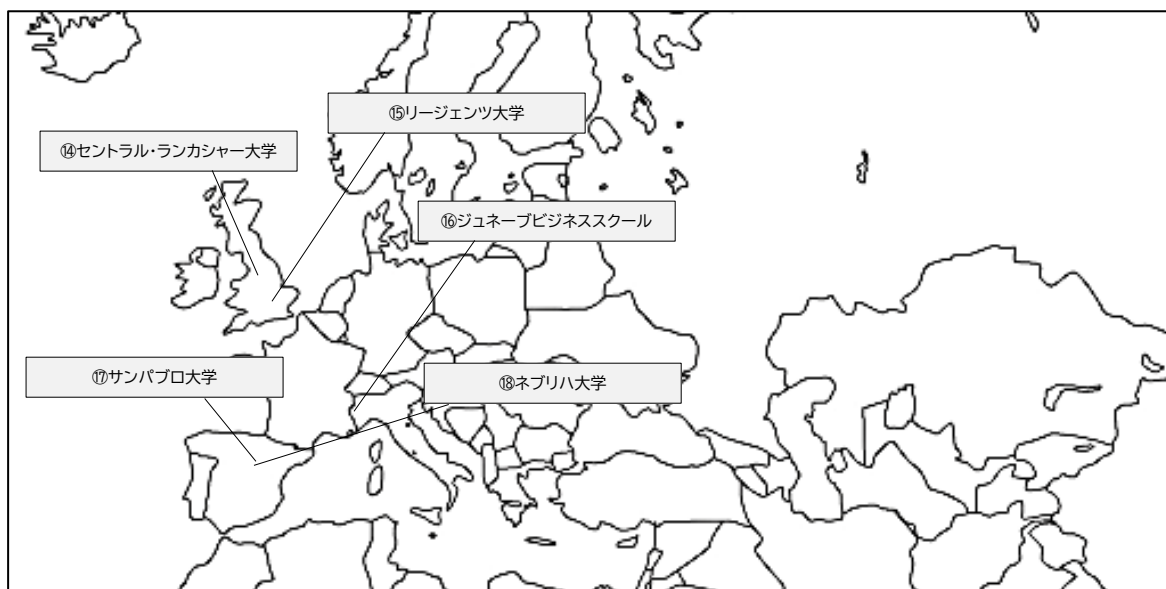 ⑮リージェンツ大学
⑭セントラル・ランカシャー大学
⑯ジュネーブビジネススクール
⑰サンパブロ大学
⑱ネブリハ大学